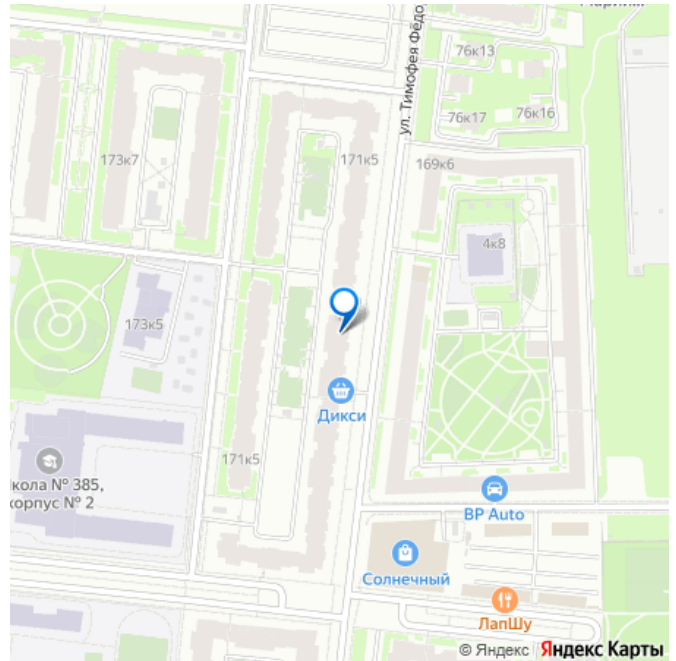 76к13
ул. Тимофея Фёдо
76к17
76к16
173к7
171к5
169к6
4к8
173к5
Дикси
171к5
кола № 385,
корпус № 2
BP Auto
Солнечный
ЛапШу
© Яндекс Яндекс Карты